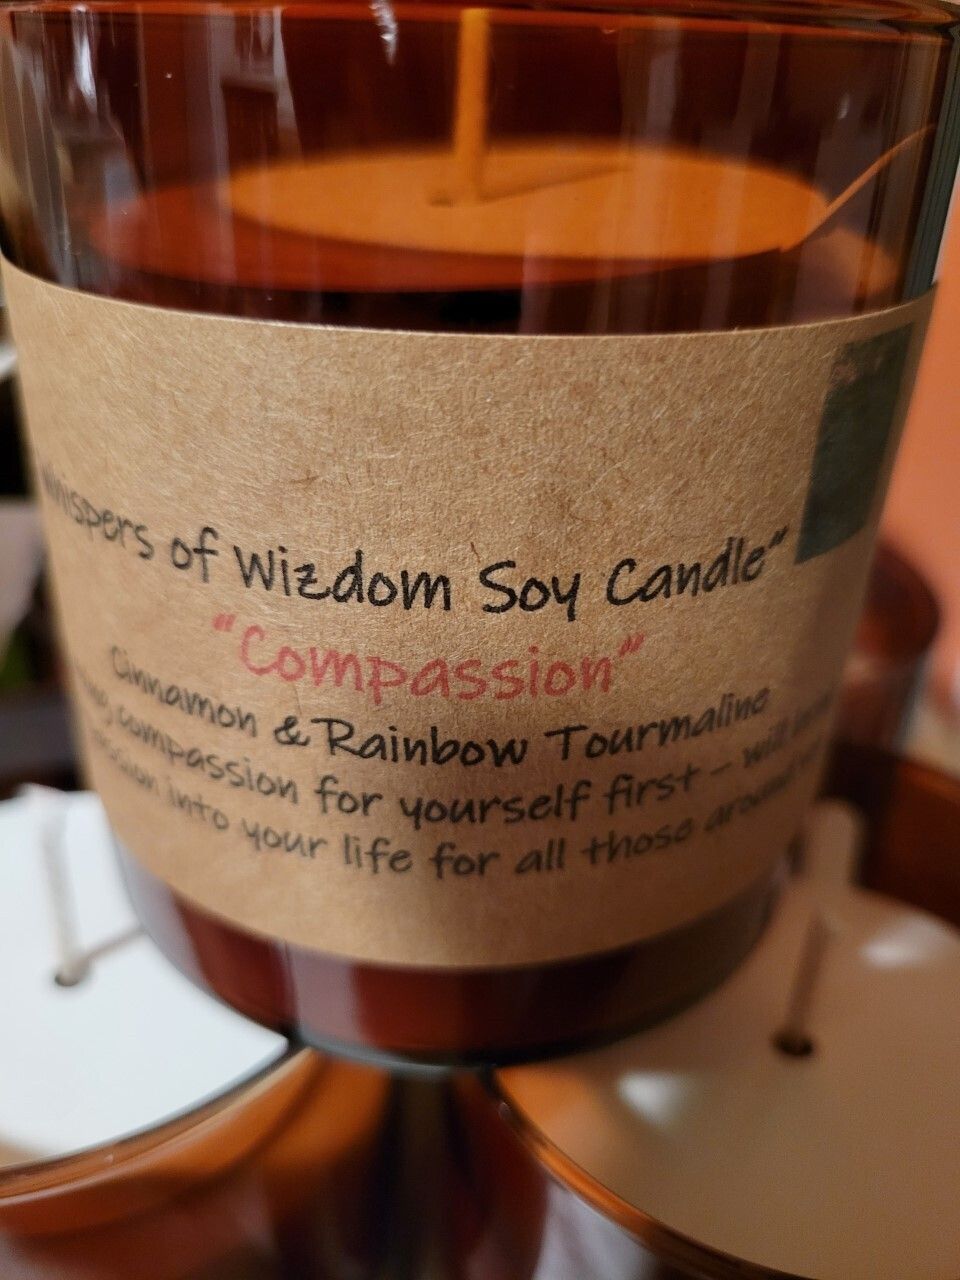 Whispers of Wizdom Soy Candle"
"Compassion"
Cinnamon & Rainbow Tourmaline
compassion for yourself first - will
into your life for all those around